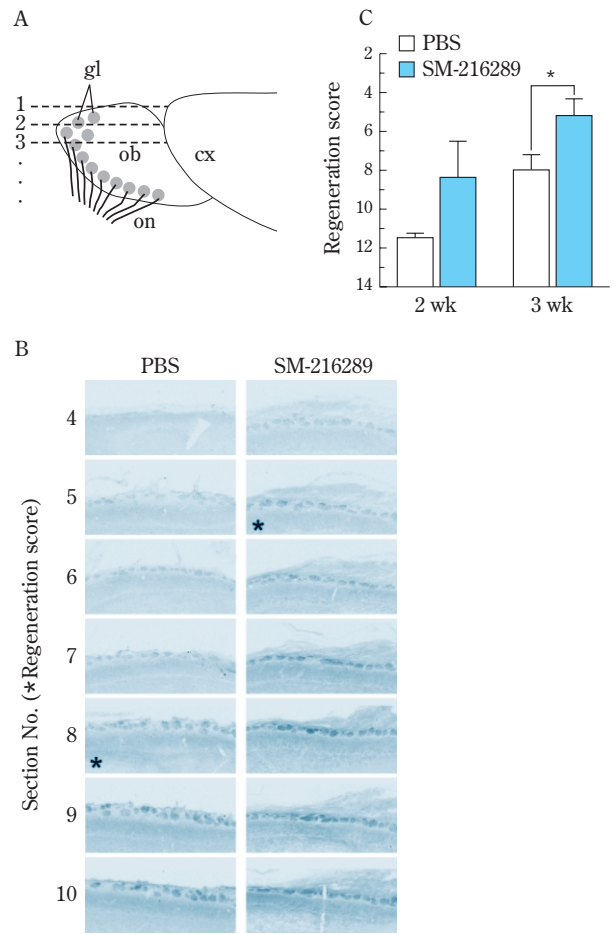 A
gl
1
2
3
.
.
.
ob
cx
on
C
PBS
SM-216289
Regeneration score
2
4
6
8
10
12
14
*
2 wk
3 wk
B
PBS
SM-216289
Section No. (*Regeneration score)
4
5
*
6
7
8
*
9
10